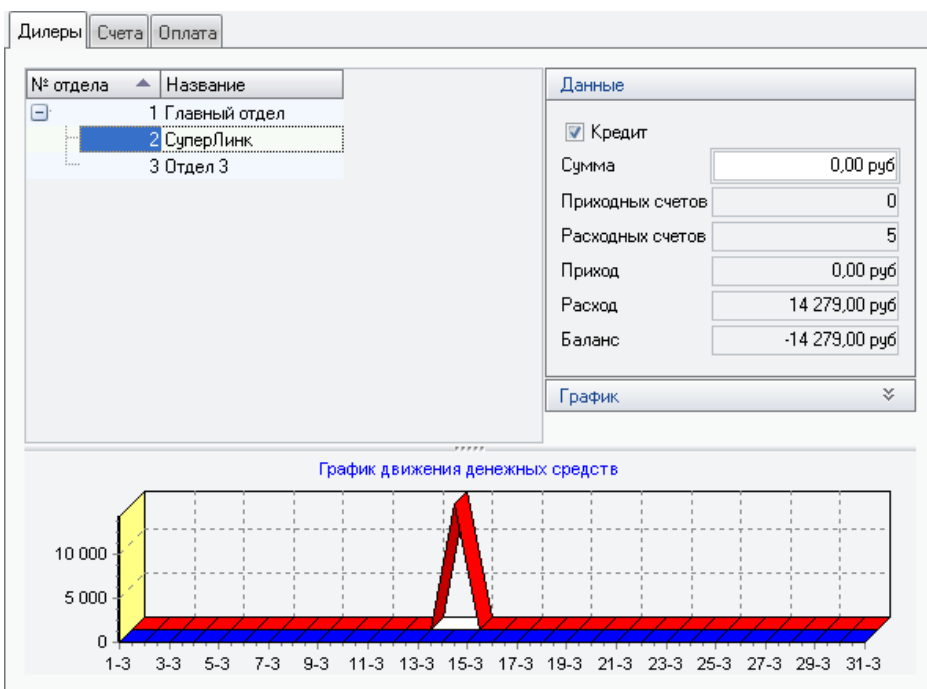 Дилеры Счета Оплата
№ отдела Название
1 Главный отдел
2 СуперЛинк
3 Отдел 3
Данные
Кредит
Сумма 0,00 руб
Приходных счетов 0
Расходных счетов 5
Приход 0,00 руб
Расход 14 279,00 руб
Баланс -14 279,00 руб
График
График движения денежных средств
10 000
5 000
0
1-3 3-3 5-3 7-3 9-3 11-3 13-3 15-3 17-3 19-3 21-3 23-3 25-3 27-3 29-3 31-3